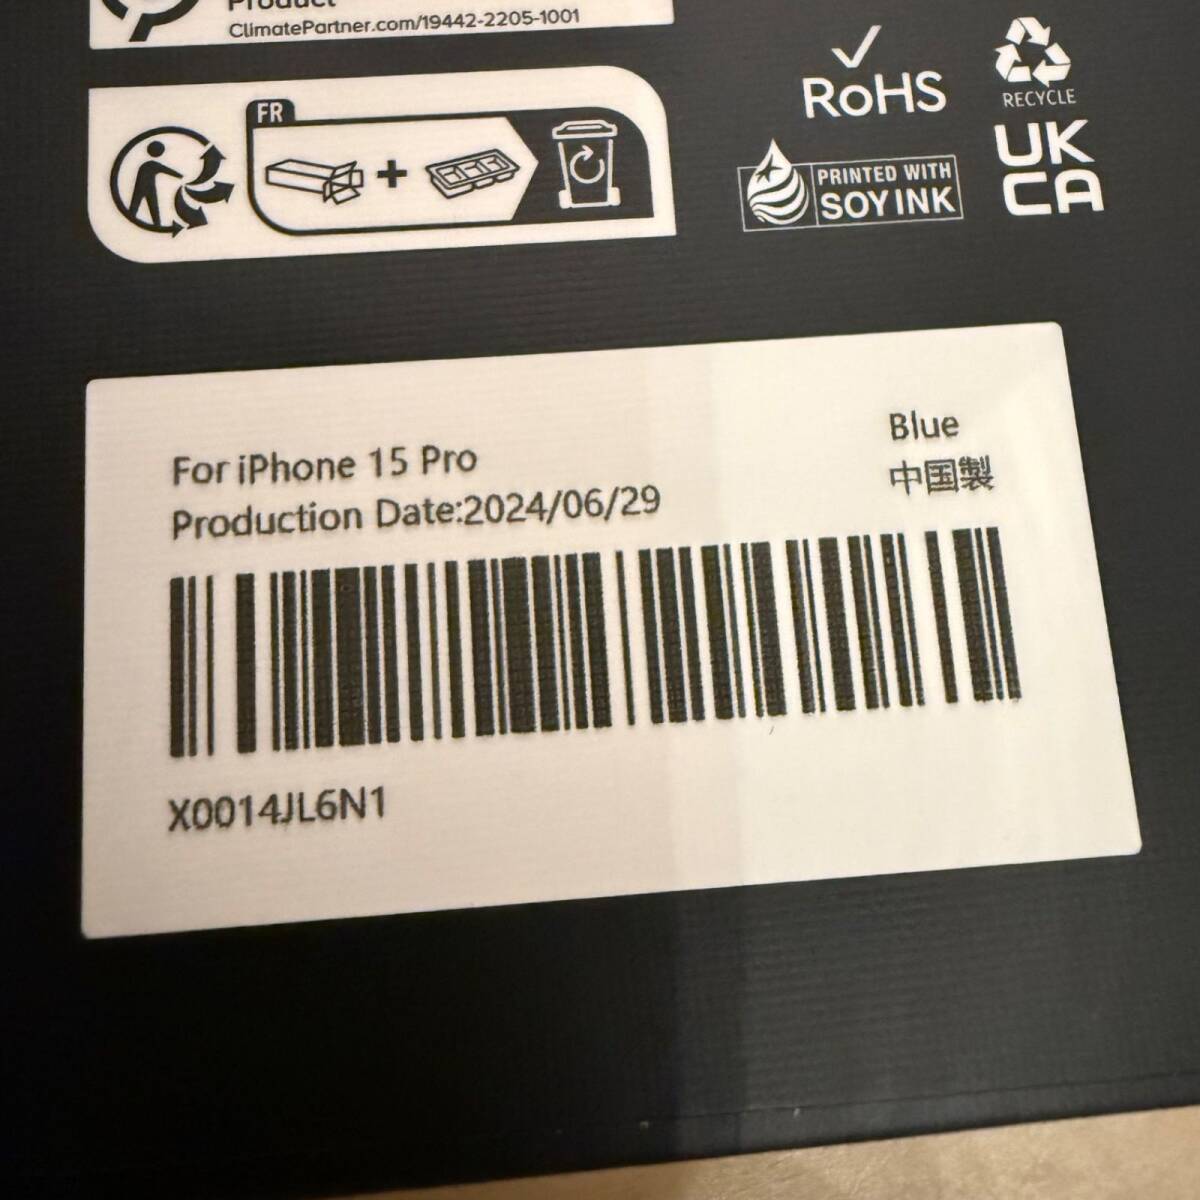 Product
ClimatePartner.com/19442-2205-1001
FR
RoHS
RECYCLE
PRINTED WITH
SOY INK
UK
CA
For iPhone 15 Pro
Production Date:2024/06/29
Blue
中国製
X0014JL6N1